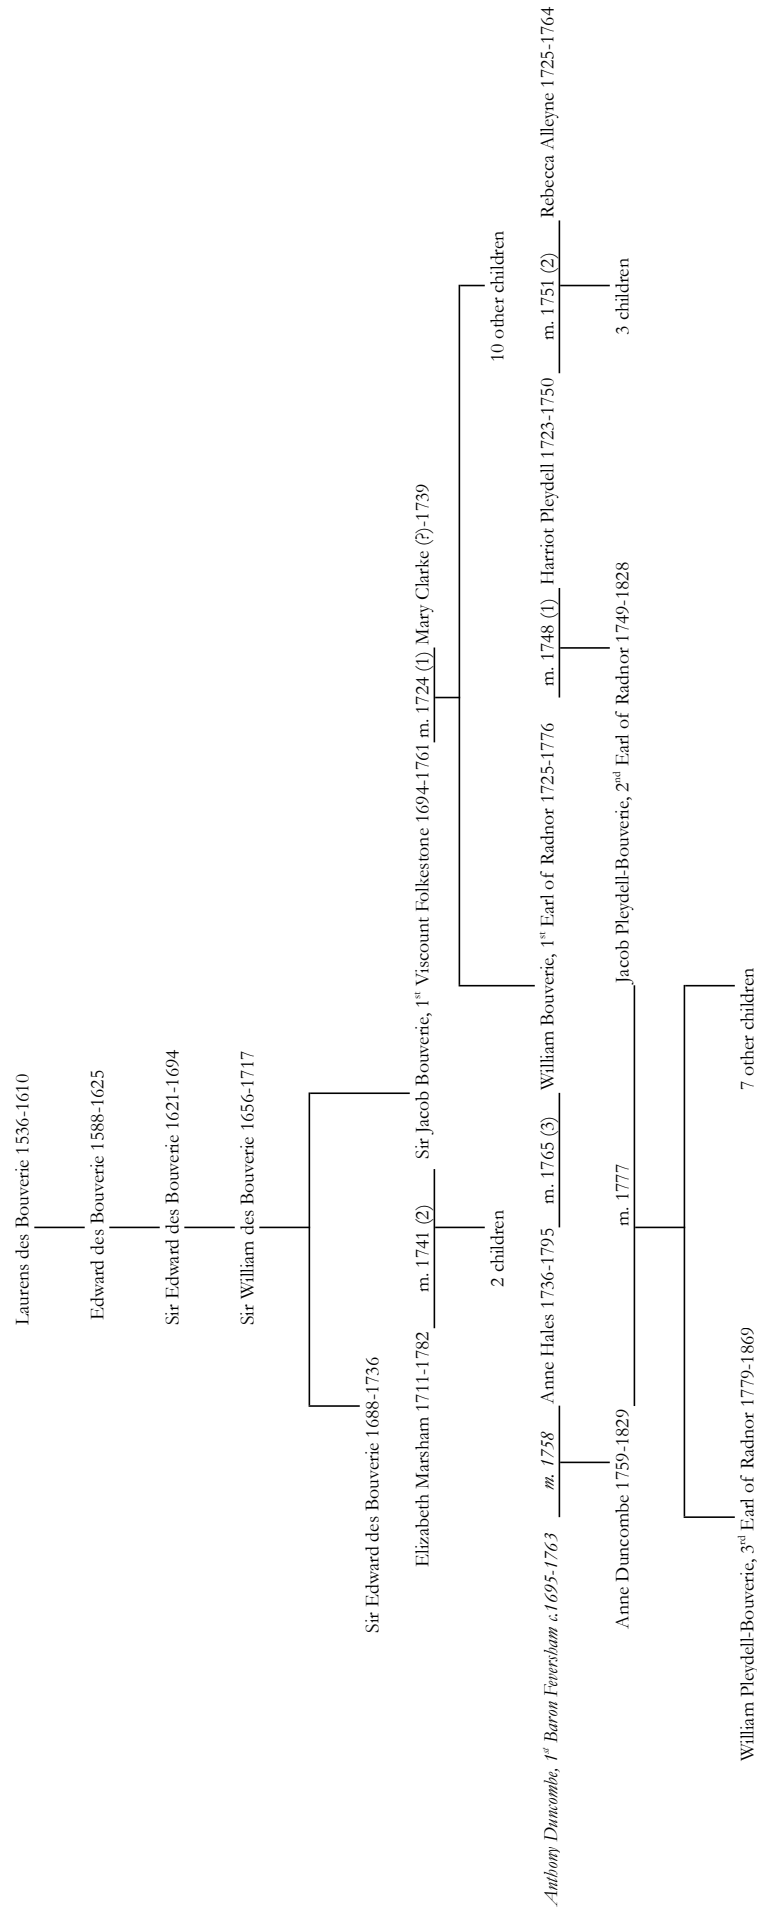 Laurens des Bouverie 1536-1610
Edward des Bouverie 1588-1625
Sir Edward des Bouverie 1621-1694
Sir William des Bouverie 1656-1717
Sir Edward des Bouverie 1688-1736
Elizabeth Marsham 1711-1782 m. 1741 (2) Sir Jacob Bouverie, 1st Viscount Folkestone 1694-1761 m. 1724 (1) Mary Clarke (?)-1739
2 children 10 other children
Anthony Duncombe, 1st Baron Feversham c.1695-1763 m. 1758 Anne Hales 1736-1795 m. 1765 (3) William Bouverie, 1st Earl of Radnor 1725-1776 m. 1748 (1) Harriot Pleydell 1723-1750 m. 1751 (2) Rebecca Alleyne 1725-1764
Anne Duncombe 1759-1829 m. 1777 Jacob Pleydell-Bouverie, 2nd Earl of Radnor 1749-1828 3 children
William Pleydell-Bouverie, 3rd Earl of Radnor 1779-1869 7 other children